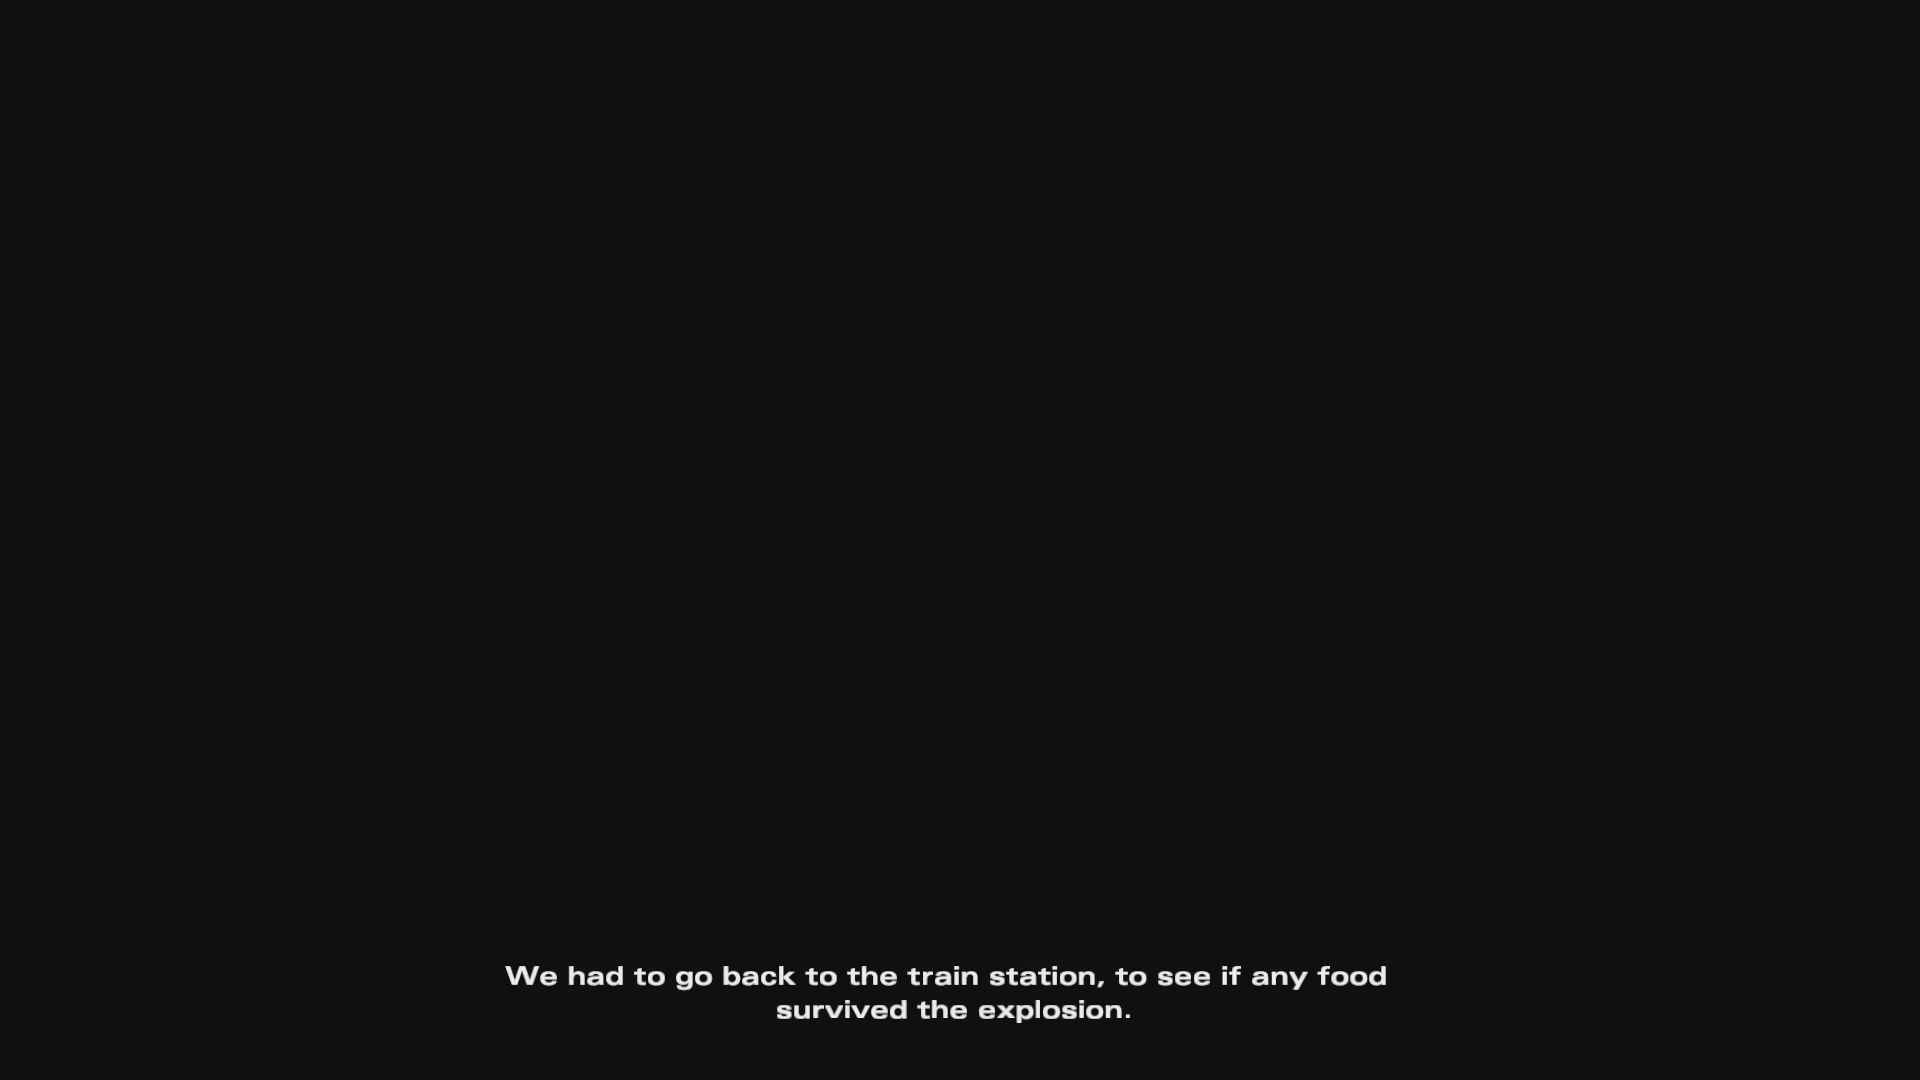 We had to go back to the train station, to see if any food
survived the explosion.